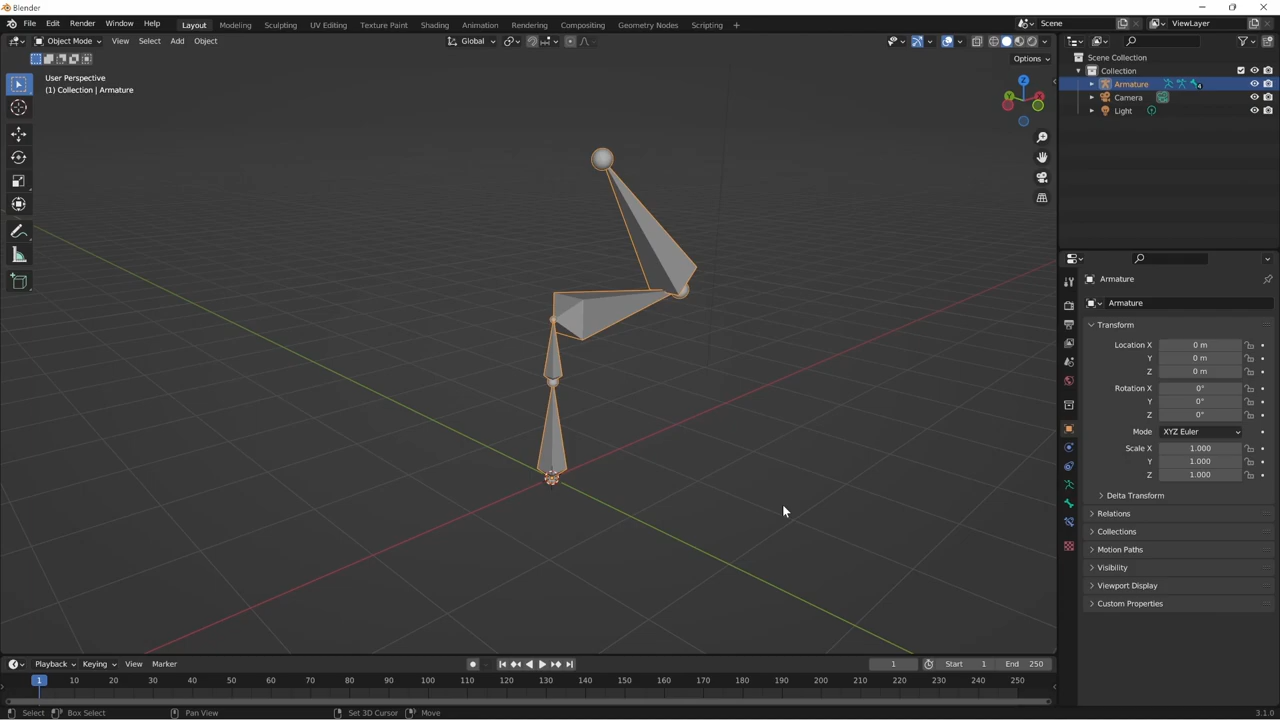 Blender
File Edit Render Window Help Layout Modeling Sculpting UV Editing Texture Paint Shading Animation Rendering Compositing Geometry Nodes Scripting + Scene ViewLayer
Object Mode View Select Add Object Global
Options
User Perspective
(1) Collection | Armature
Z
Y X
Scene Collection
Collection
Armature 4
Camera
Light
Armature
Armature
Transform
Location X 0 m
Y 0 m
Z 0 m
Rotation X 0°
Y 0°
Z 0°
Mode XYZ Euler
Scale X 1.000
Y 1.000
Z 1.000
Delta Transform
Relations
Collections
Motion Paths
Visibility
Viewport Display
Custom Properties
Playback Keying View Marker 1 Start 1 End 250
1 10 20 30 40 50 60 70 80 90 100 110 120 130 140 150 160 170 180 190 200 210 220 230 240 250
Select Box Select Pan View Set 3D Cursor Move 3.1.0